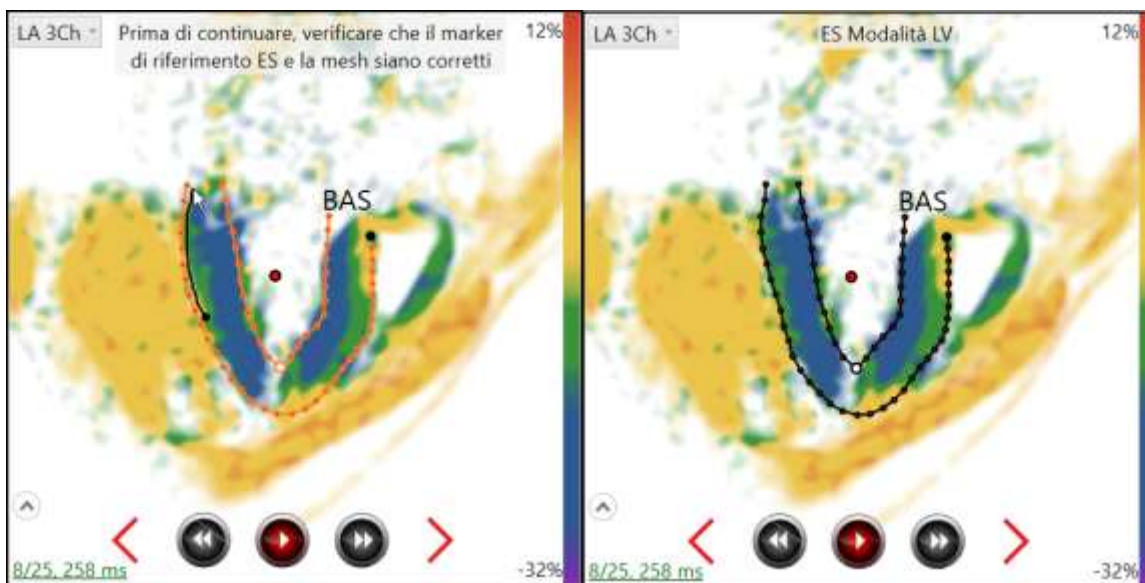 LA 3Ch
Prima di continuare, verificare che il marker
di riferimento ES e la mesh siano corretti
12%
BAS
8/25, 258 ms
-32%
LA 3Ch
ES Modalità LV
12%
BAS
8/25, 258 ms
-32%